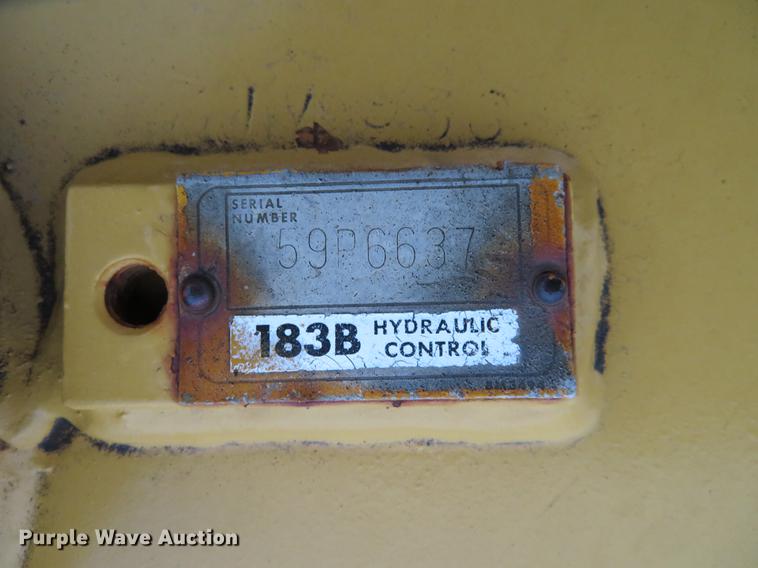 SERIAL
NUMBER
59P6637
183B HYDRAULIC
CONTROL
Purple Wave Auction